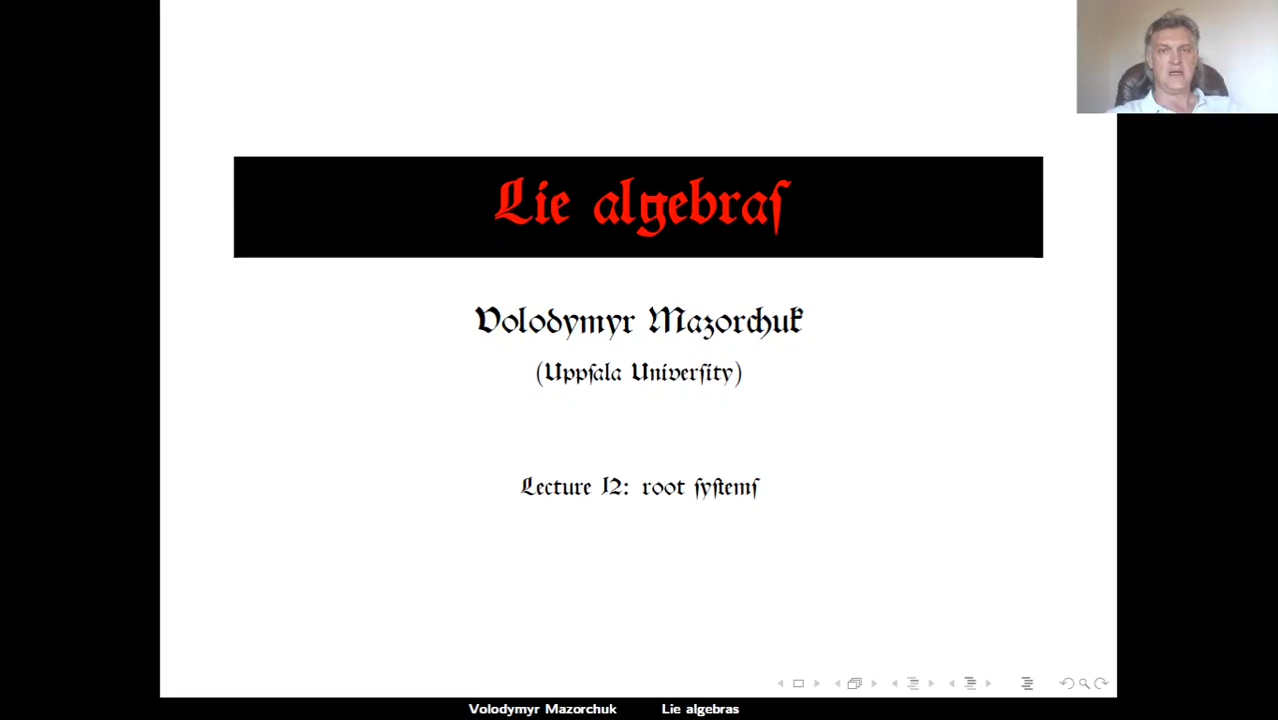 Lie algebraſ
Volodymyr Mazorchuk
(Uppſala Univerſity)
Lecture 12: root ſyſtemſ
Volodymyr Mazorchuk Lie algebras